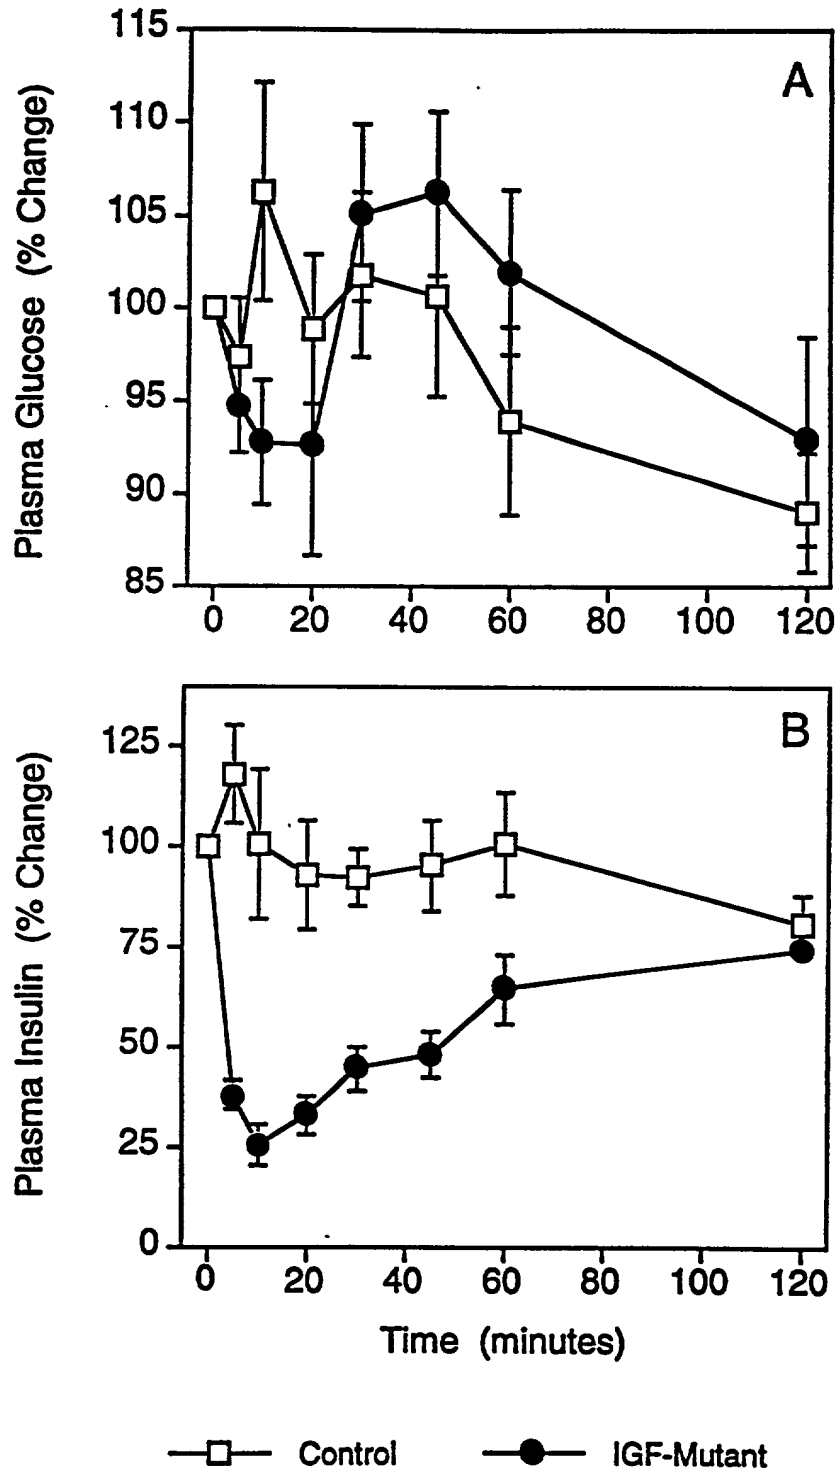 A
Plasma Glucose (% Change)
115
110
105
100
95
90
85
0 20 40 60 80 100 120
B
Plasma Insulin (% Change)
125
100
75
50
25
0
0 20 40 60 80 100 120
Time (minutes)
Control IGF-Mutant